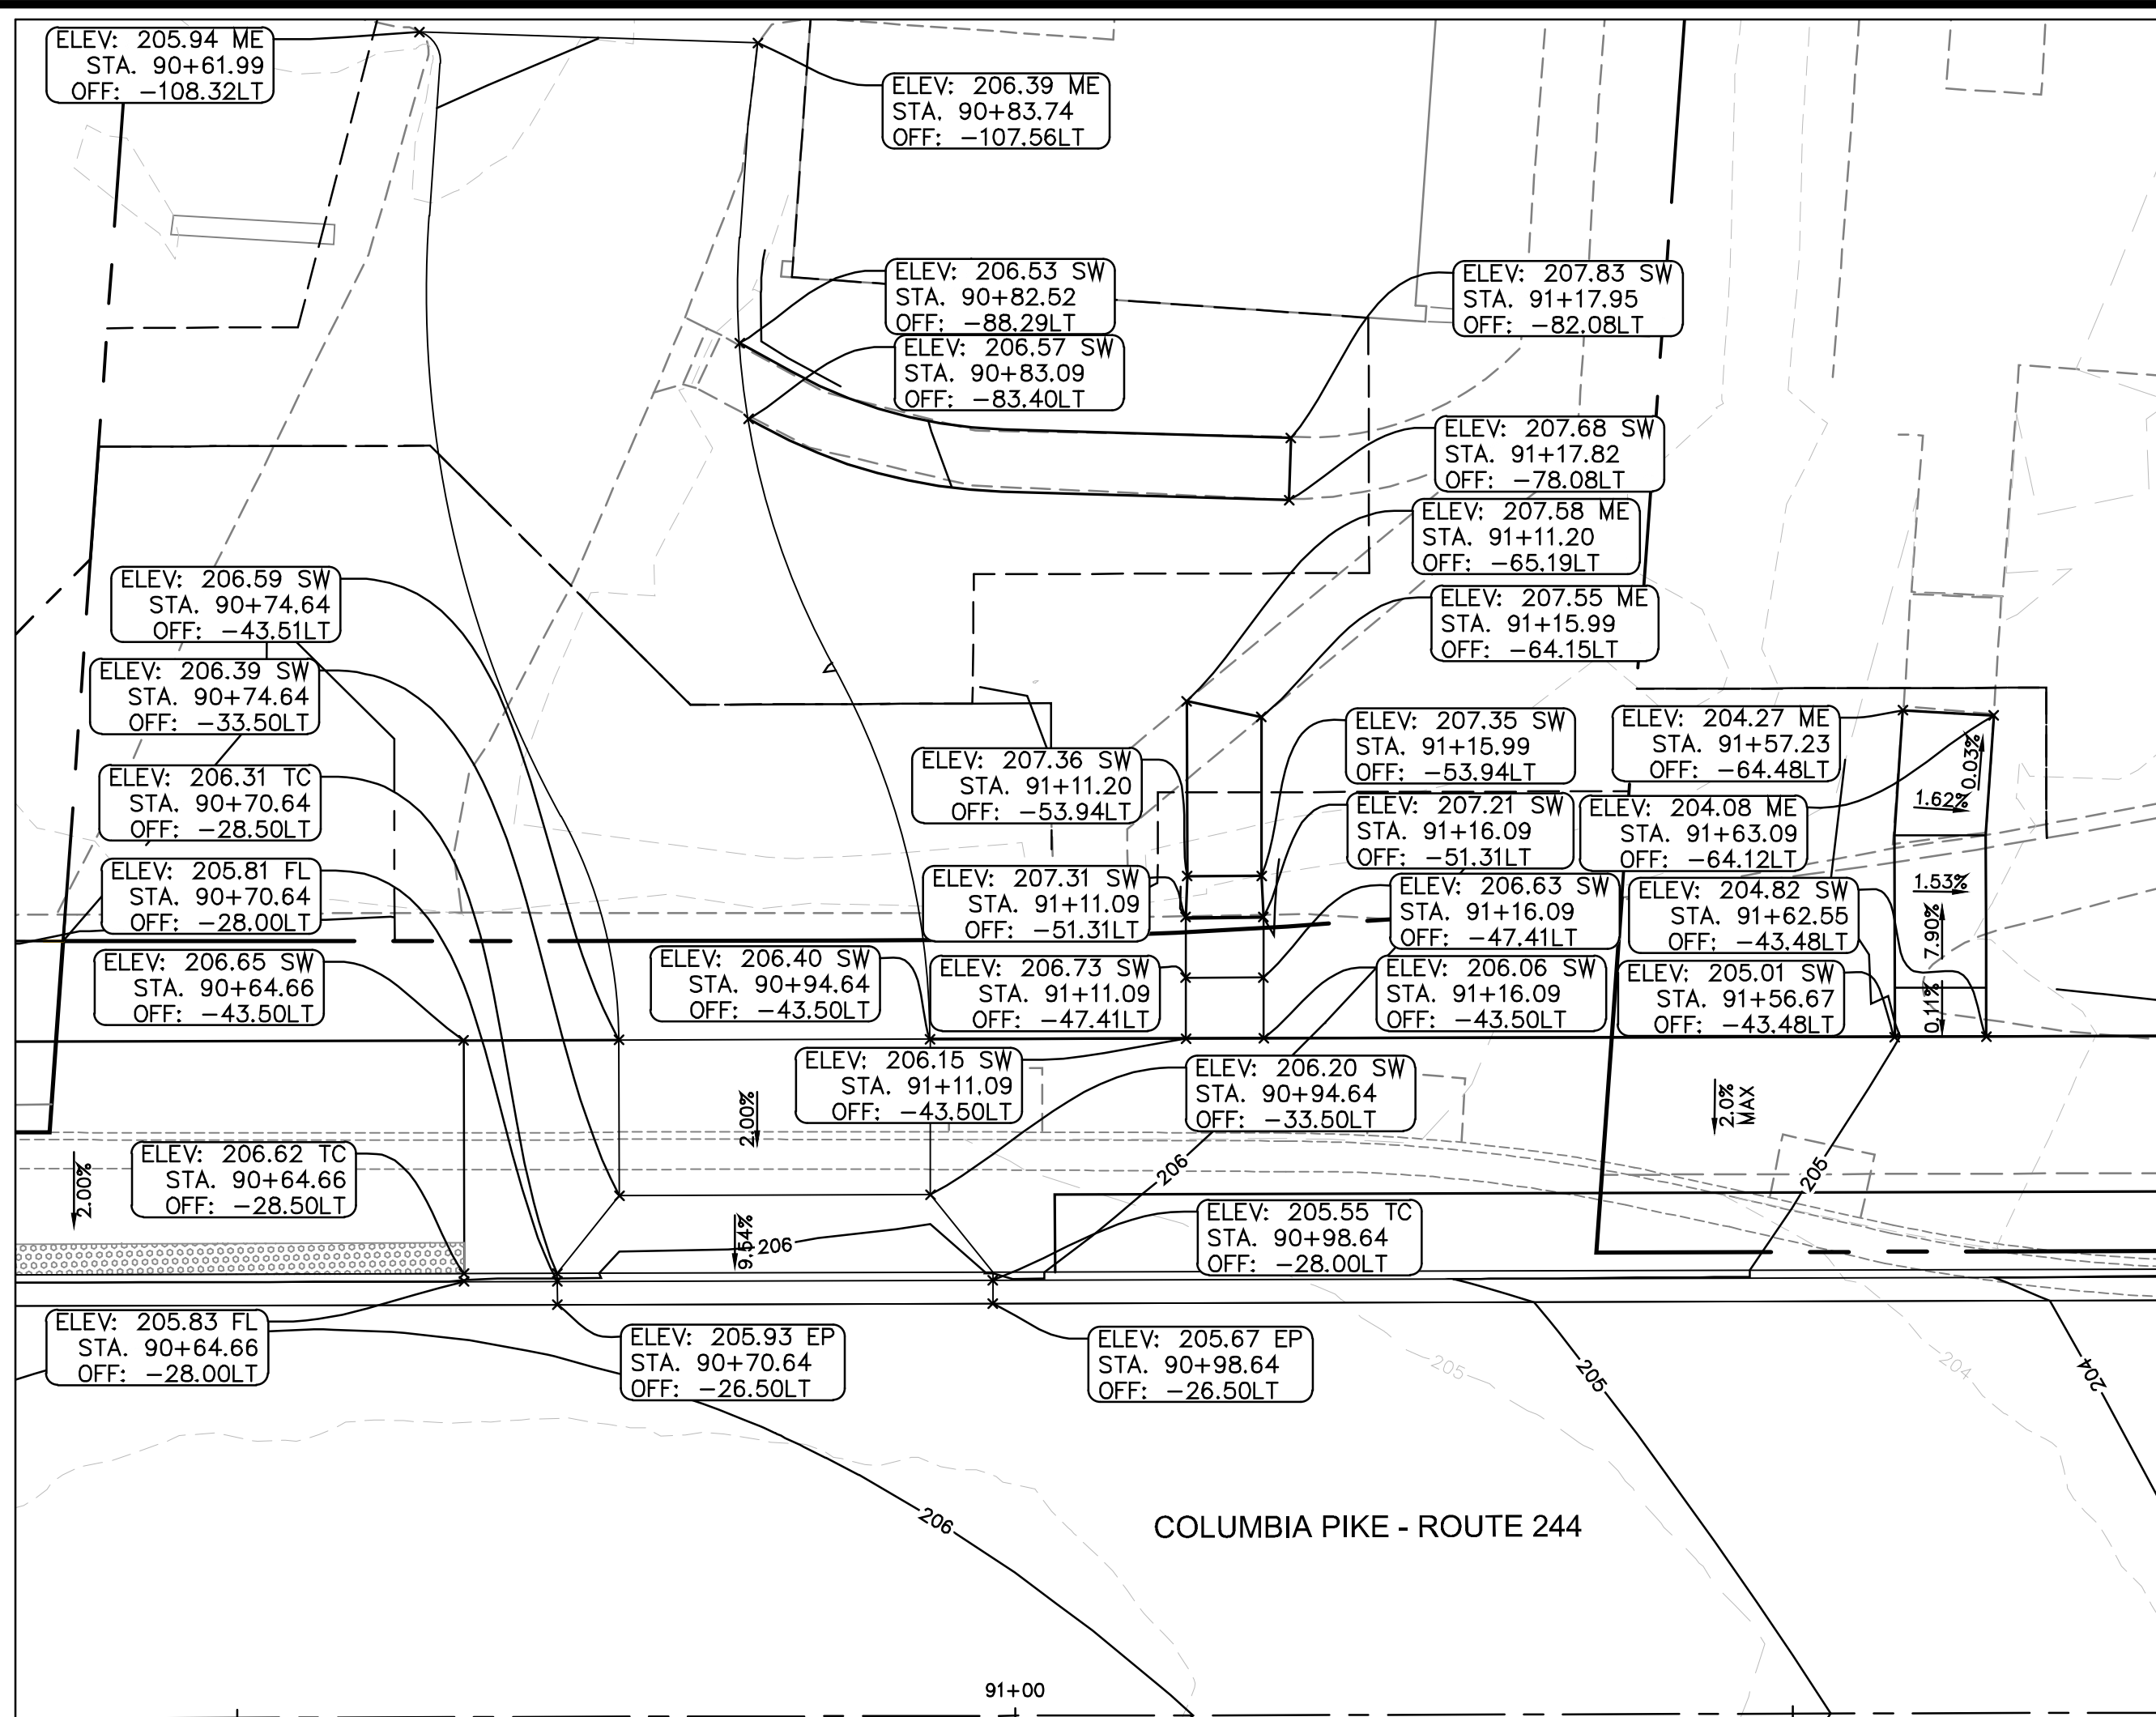 ELEV: 205.94 ME
STA. 90+61.99
OFF: -108.32LT
ELEV: 206.39 ME
STA. 90+83.74
OFF: -107.56LT
ELEV: 206.53 SW
STA. 90+82.52
OFF: -88.29LT
ELEV: 207.83 SW
STA. 91+17.95
OFF: -82.08LT
ELEV: 206.57 SW
STA. 90+83.09
OFF: -83.40LT
ELEV: 207.68 SW
STA. 91+17.82
OFF: -78.08LT
ELEV: 207.58 ME
STA. 91+11.20
OFF: -65.19LT
ELEV: 206.59 SW
STA. 90+74.64
OFF: -43.51LT
ELEV: 207.55 ME
STA. 91+15.99
OFF: -64.15LT
ELEV: 206.39 SW
STA. 90+74.64
OFF: -33.50LT
ELEV: 207.36 SW
STA. 91+11.20
OFF: -53.94LT
ELEV: 207.35 SW
STA. 91+15.99
OFF: -53.94LT
ELEV: 204.27 ME
STA. 91+57.23
OFF: -64.48LT
0.03%
1.62%
ELEV: 206.31 TC
STA. 90+70.64
OFF: -28.50LT
ELEV: 207.21 SW
STA. 91+16.09
OFF: -51.31LT
ELEV: 204.08 ME
STA. 91+63.09
OFF: -64.12LT
ELEV: 205.81 FL
STA. 90+70.64
OFF: -28.00LT
ELEV: 207.31 SW
STA. 91+11.09
OFF: -51.31LT
ELEV: 206.63 SW
STA. 91+16.09
OFF: -47.41LT
ELEV: 204.82 SW
STA. 91+62.55
OFF: -43.48LT
1.53%
7.90%
0.11%
ELEV: 206.65 SW
STA. 90+64.66
OFF: -43.50LT
ELEV: 206.40 SW
STA. 90+94.64
OFF: -43.50LT
ELEV: 206.73 SW
STA. 91+11.09
OFF: -47.41LT
ELEV: 206.06 SW
STA. 91+16.09
OFF: -43.50LT
ELEV: 205.01 SW
STA. 91+56.67
OFF: -43.48LT
ELEV: 206.15 SW
STA. 91+11.09
OFF: -43.50LT
ELEV: 206.20 SW
STA. 90+94.64
OFF: -33.50LT
2.00%
2.0%
MAX
ELEV: 206.62 TC
STA. 90+64.66
OFF: -28.50LT
2.00%
206
205
ELEV: 205.55 TC
STA. 90+98.64
OFF: -28.00LT
9.54%
206
ELEV: 205.83 FL
STA. 90+64.66
OFF: -28.00LT
ELEV: 205.93 EP
STA. 90+70.64
OFF: -26.50LT
ELEV: 205.67 EP
STA. 90+98.64
OFF: -26.50LT
205
205
204
204
206
COLUMBIA PIKE - ROUTE 244
91+00